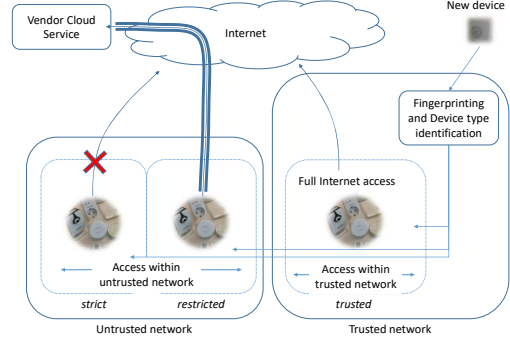 Vendor Cloud
Service
Internet
New device
Fingerprinting
and Device type
identification
Full Internet access
Access within
untrusted network
Access within
trusted network
strict
restricted
trusted
Untrusted network
Trusted network